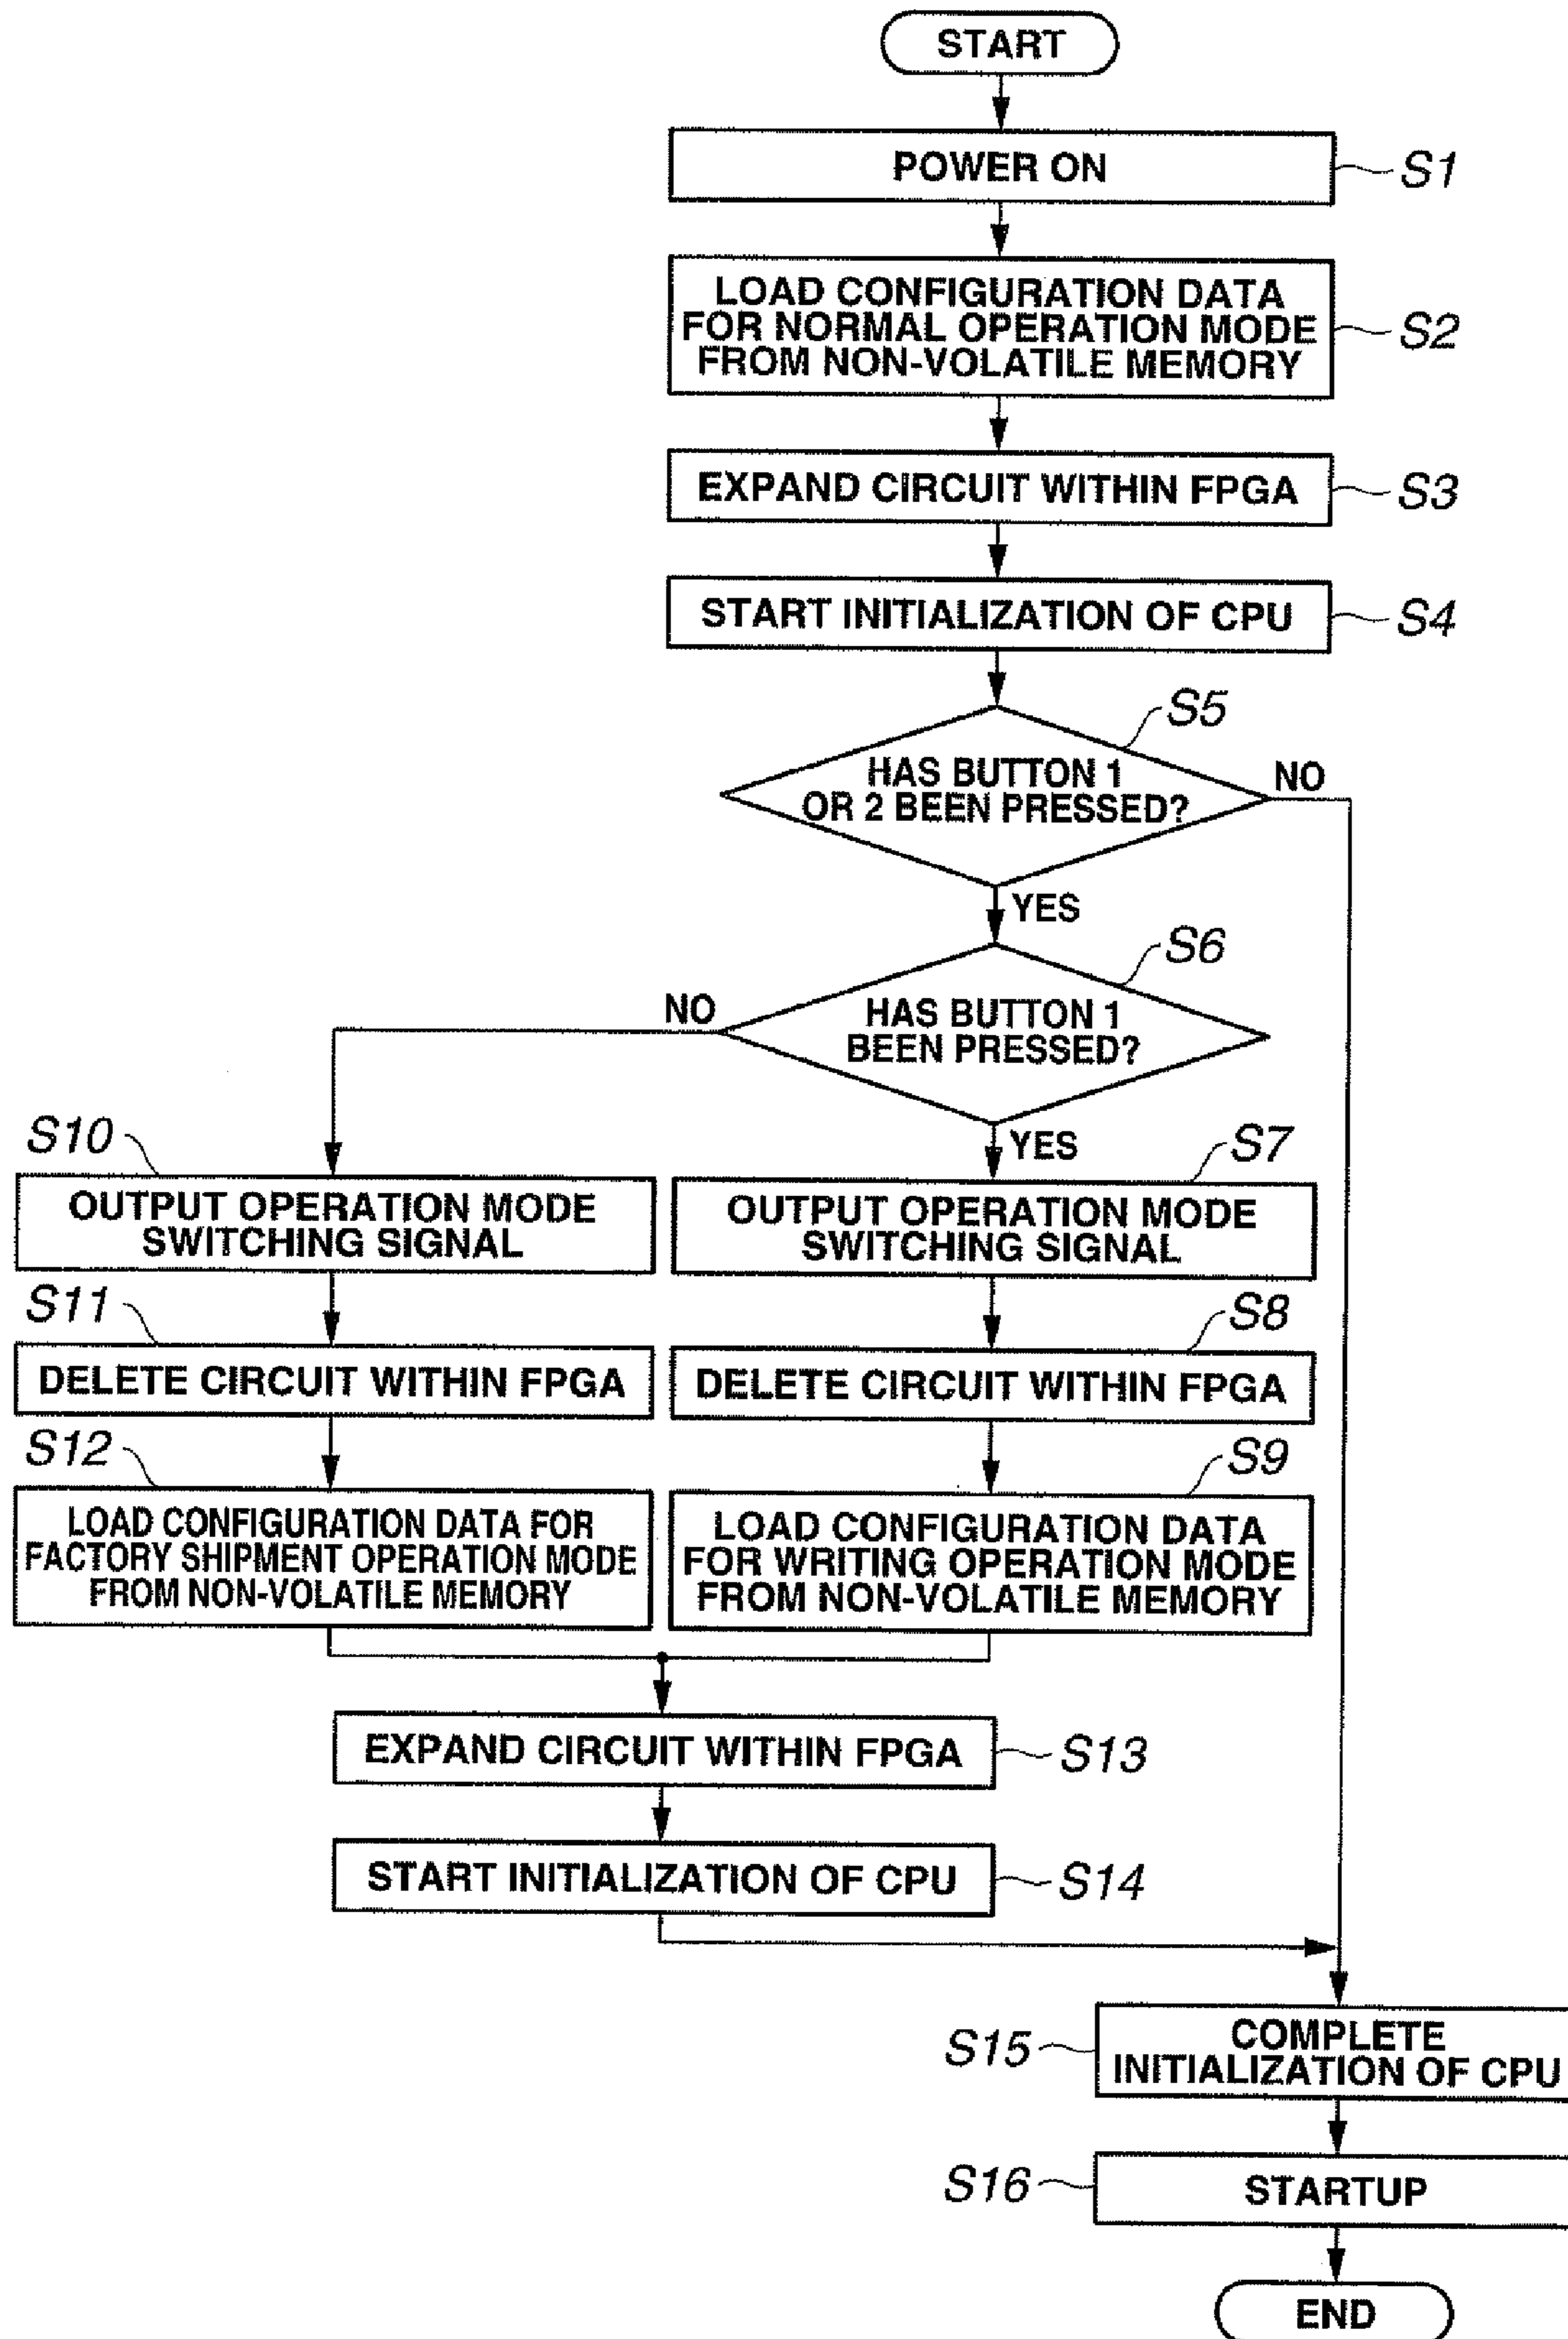 START
POWER ON
S1
LOAD CONFIGURATION DATA
FOR NORMAL OPERATION MODE
FROM NON-VOLATILE MEMORY
S2
EXPAND CIRCUIT WITHIN FPGA
S3
START INITIALIZATION OF CPU
S4
S5
HAS BUTTON 1
OR 2 BEEN PRESSED?
NO
YES
S6
HAS BUTTON 1
BEEN PRESSED?
NO
YES
S10
OUTPUT OPERATION MODE
SWITCHING SIGNAL
S7
OUTPUT OPERATION MODE
SWITCHING SIGNAL
S11
DELETE CIRCUIT WITHIN FPGA
S8
DELETE CIRCUIT WITHIN FPGA
S12
LOAD CONFIGURATION DATA FOR
FACTORY SHIPMENT OPERATION MODE
FROM NON-VOLATILE MEMORY
S9
LOAD CONFIGURATION DATA
FOR WRITING OPERATION MODE
FROM NON-VOLATILE MEMORY
EXPAND CIRCUIT WITHIN FPGA
S13
START INITIALIZATION OF CPU
S14
S15
COMPLETE
INITIALIZATION OF CPU
S16
STARTUP
END